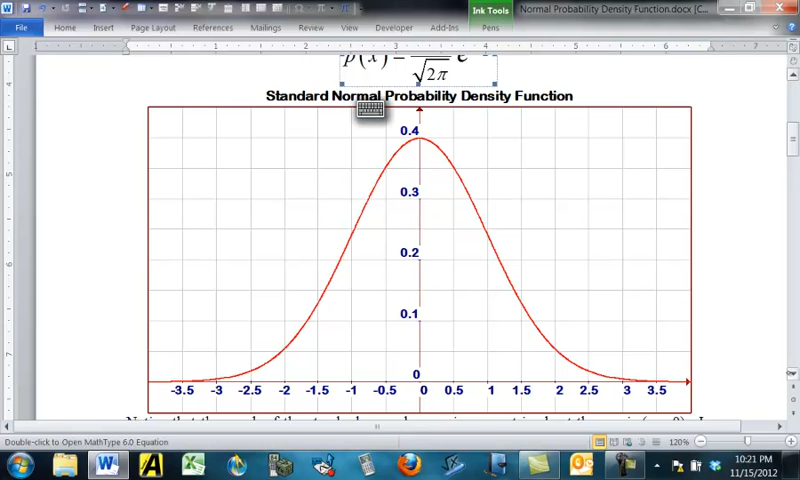 Ink Tools
Normal Probability Density Function.docx [C...
File Home Insert Page Layout References Mailings Review View Developer Add-Ins Pens
p(x) = √2π e
Standard Normal Probability Density Function
0.4
0.3
0.2
0.1
0
-3.5 -3 -2.5 -2 -1.5 -1 -0.5 0 0.5 1 1.5 2 2.5 3 3.5
Double-click to Open MathType 6.0 Equation
120%
10:21 PM
11/15/2012